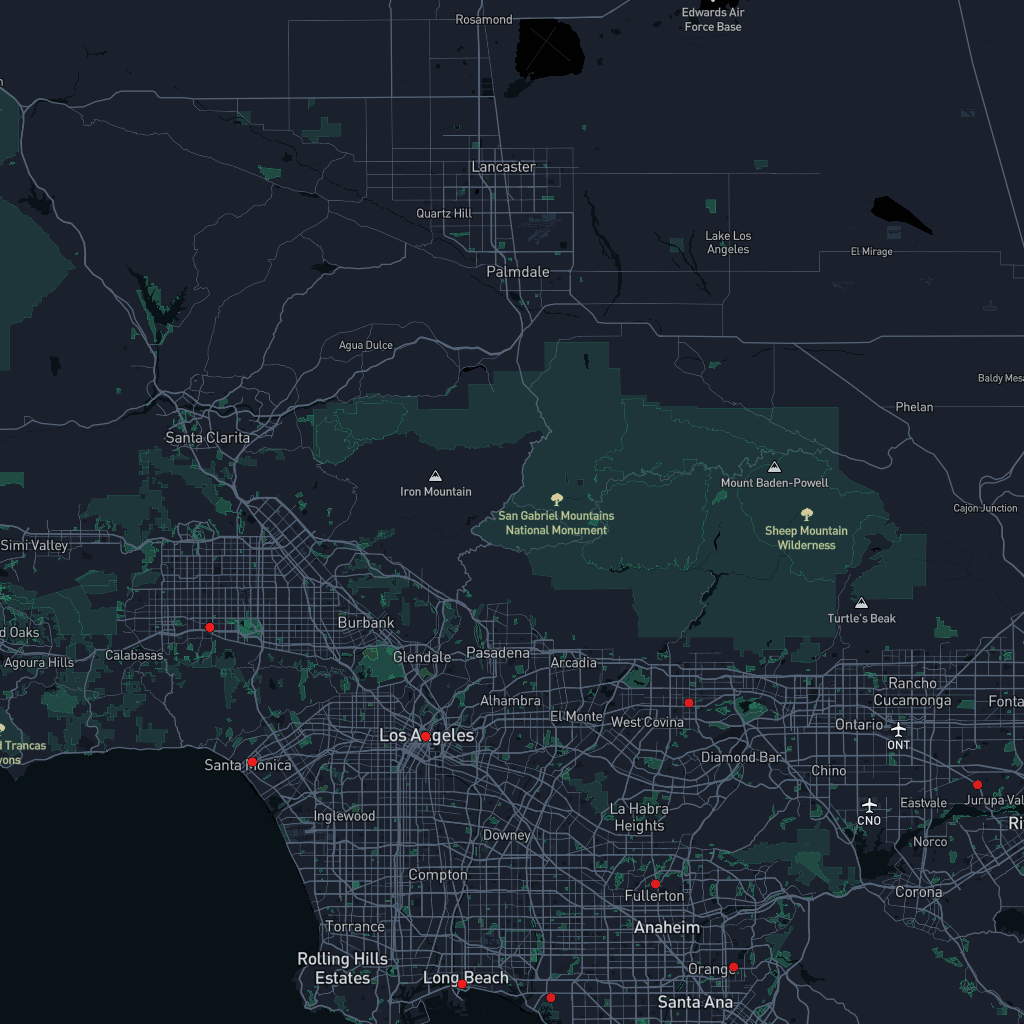 Rosamond
Edwards Air
Force Base
Lancaster
Quartz Hill
Lake Los
Angeles
El Mirage
Palmdale
Agua Dulce
Baldy Mesa
Phelan
Santa Clarita
Mount Baden-Powell
Iron Mountain
San Gabriel Mountains
National Monument
Cajon Junction
Sheep Mountain
Wilderness
Simi Valley
Turtle's Beak
Burbank
d Oaks
Agoura Hills
Calabasas
Glendale
Pasadena
Arcadia
Rancho
Cucamonga
Alhambra
El Monte
West Covina
Fonta
Ontario
ONT
Los Angeles
d Trancas
yons
Diamond Bar
Santa Monica
Chino
Jurupa Val
Eastvale
CNO
Inglewood
La Habra
Heights
Ri
Downey
Norco
Compton
Fullerton
Corona
Torrance
Anaheim
Rolling Hills
Estates
Orange
Long Beach
Santa Ana